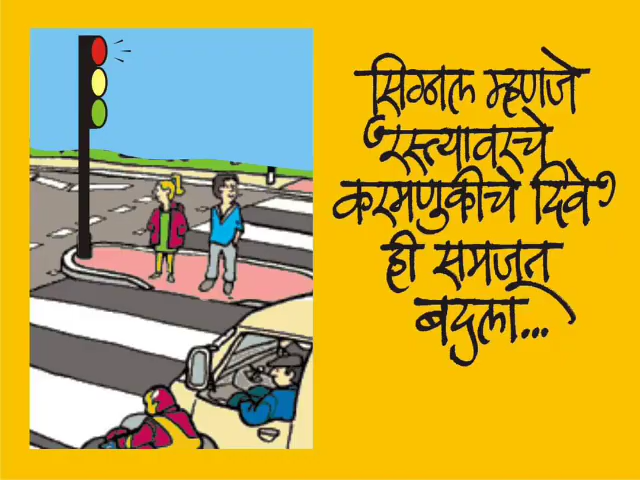 सिग्नल म्हणजे
‘रस्त्यावरचे
करमणुकीचे दिवे’
ही समजूत
बदला...